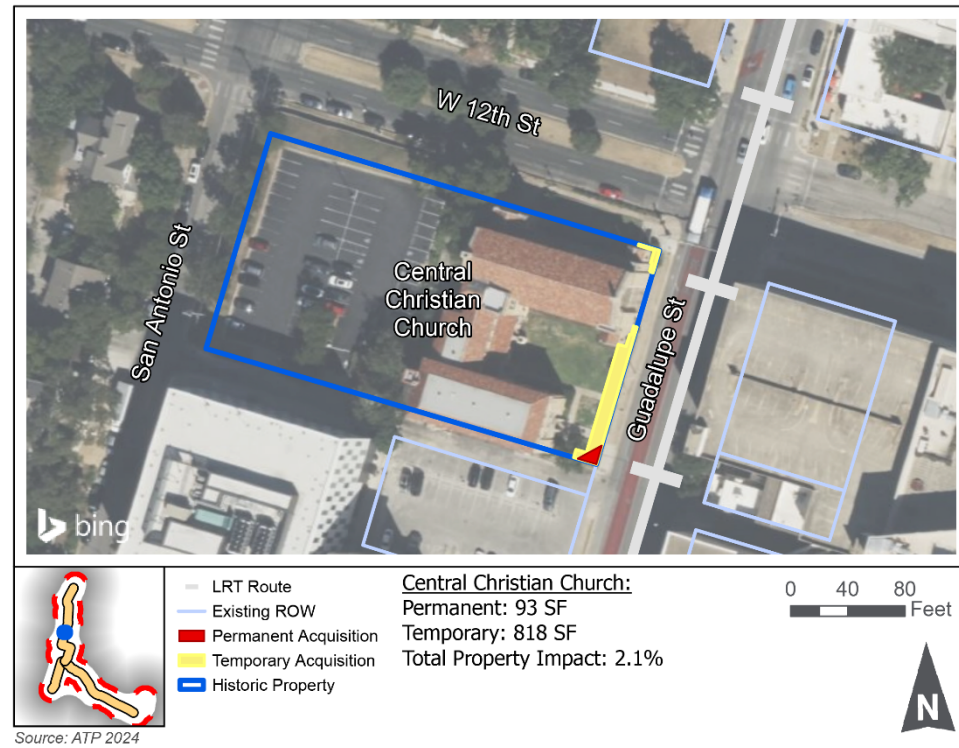 W 12th St
San Antonio St
Central
Christian
Church
Guadalupe St
bing
LRT Route
Existing ROW
Permanent Acquisition
Temporary Acquisition
Historic Property
Central Christian Church:
Permanent: 93 SF
Temporary: 818 SF
Total Property Impact: 2.1%
0 40 80
Feet
N
Source: ATP 2024